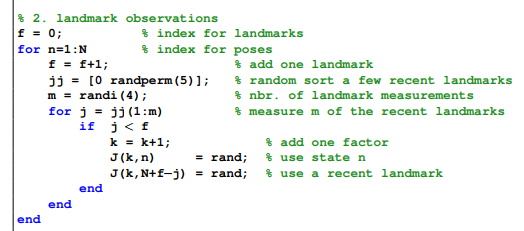 % 2. landmark observations
f = 0; % index for landmarks
for n=1:N % index for poses
f = f+1; % add one landmark
jj = [0 randperm(5)]; % random sort a few recent landmarks
m = randi(4); % nbr. of landmark measurements
for j = jj(1:m) % measure m of the recent landmarks
if j < f
k = k+1; % add one factor
J(k,n) = rand; % use state n
J(k,N+f−j) = rand; % use a recent landmark
end
end
end